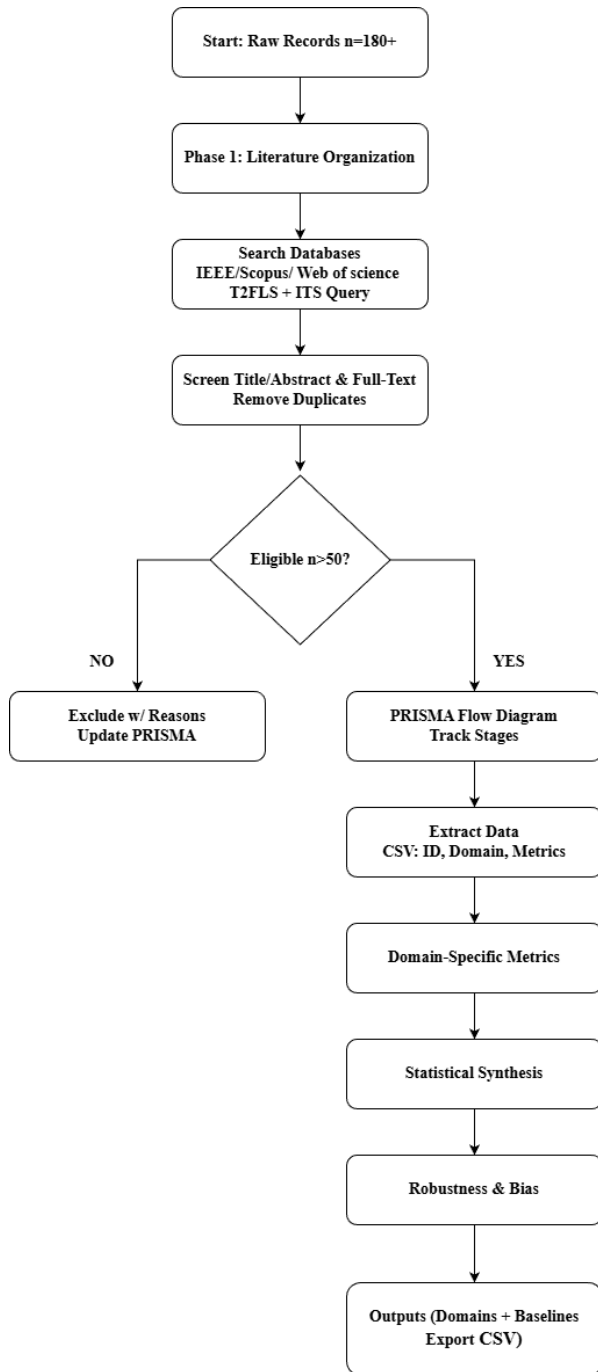 Start: Raw Records n=180+
Phase 1: Literature Organization
Search Databases
IEEE/Scopus/ Web of science
T2FLS + ITS Query
Screen Title/Abstract & Full-Text
Remove Duplicates
Eligible n>50?
NO
YES
Exclude w/ Reasons
Update PRISMA
PRISMA Flow Diagram
Track Stages
Extract Data
CSV: ID, Domain, Metrics
Domain-Specific Metrics
Statistical Synthesis
Robustness & Bias
Outputs (Domains + Baselines
Export CSV)